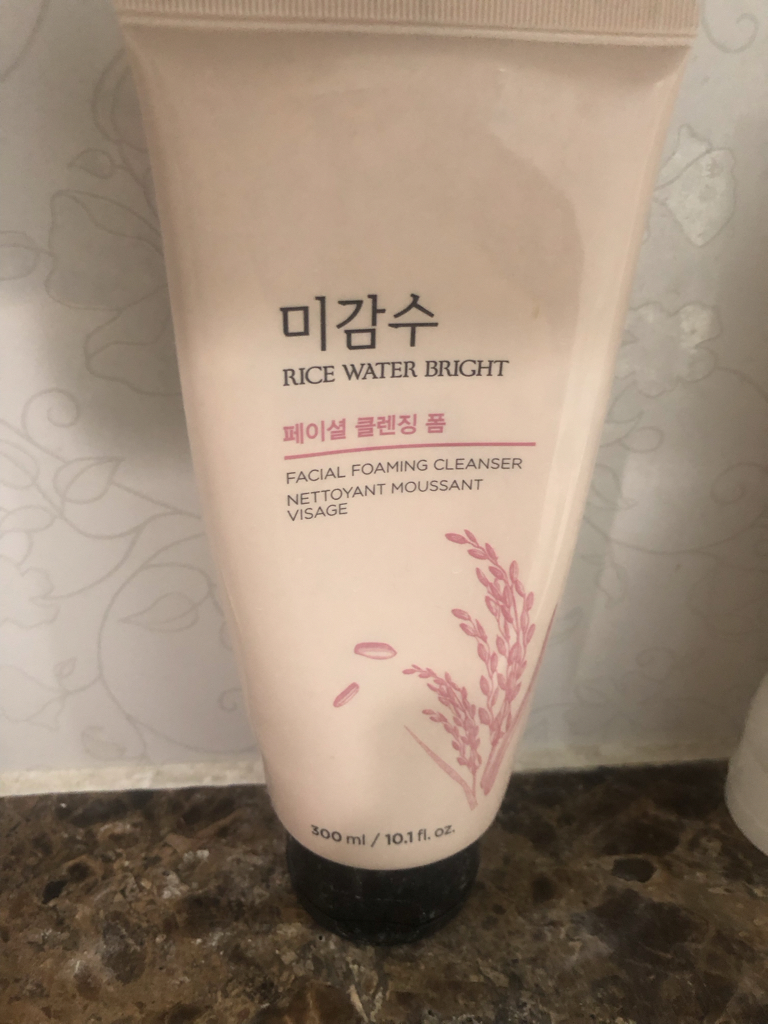 미감수
RICE WATER BRIGHT
페이셜 클렌징 폼
FACIAL FOAMING CLEANSER
NETTOYANT MOUSSANT
VISAGE
300 ml / 10.1 fl. oz.